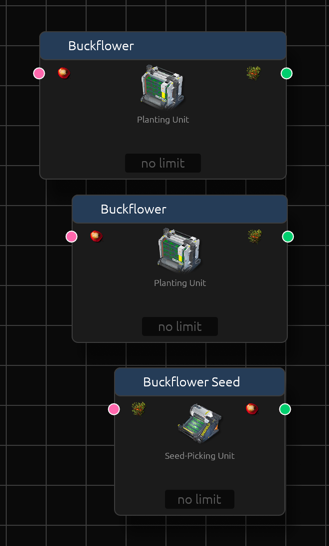 Buckflower
Planting Unit
no limit
Buckflower
Planting Unit
no limit
Buckflower Seed
Seed-Picking Unit
no limit